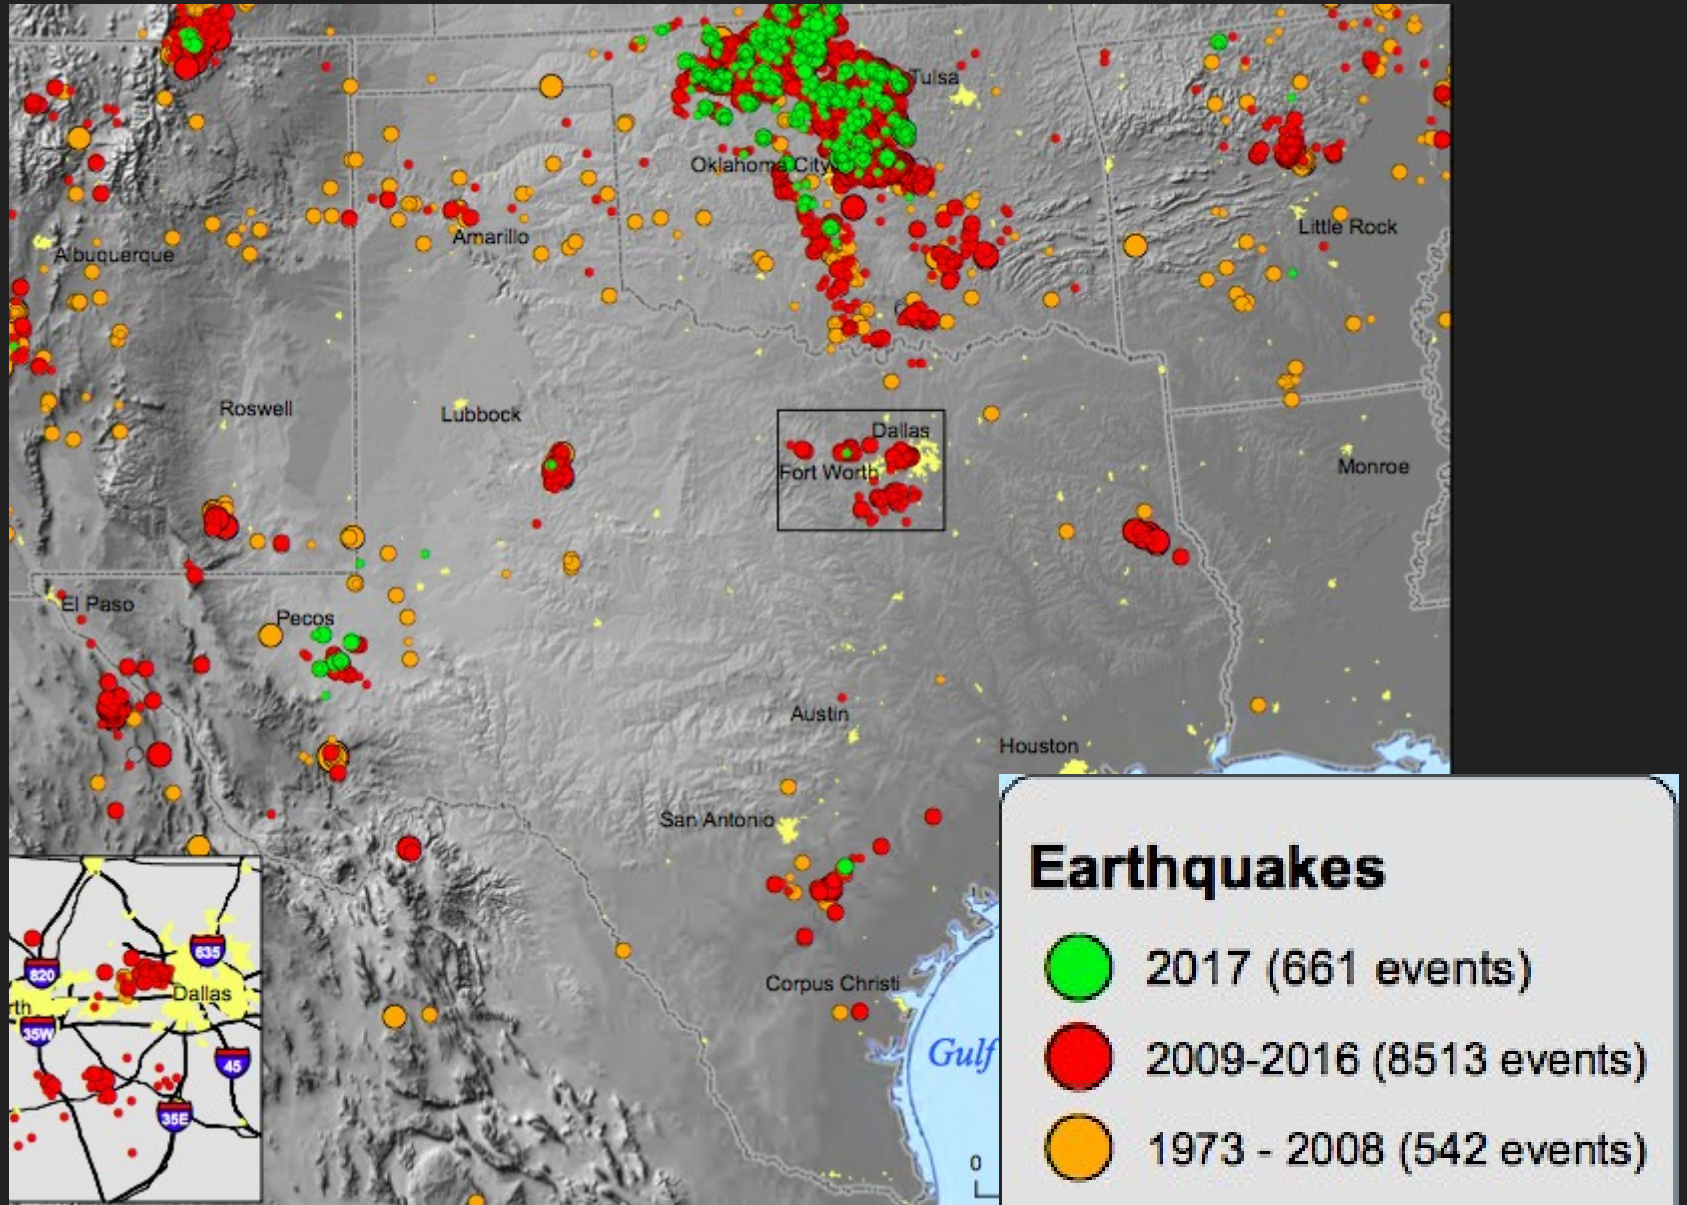 Tulsa
Oklahoma City
Little Rock
Amarillo
Albuquerque
Roswell
Lubbock
Dallas
Fort Worth
Monroe
El Paso
Pecos
Austin
Houston
San Antonio
Corpus Christi
Gulf
0
635
820
Dallas
rth
35W
45
35E
Earthquakes
2017 (661 events)
2009-2016 (8513 events)
1973 - 2008 (542 events)